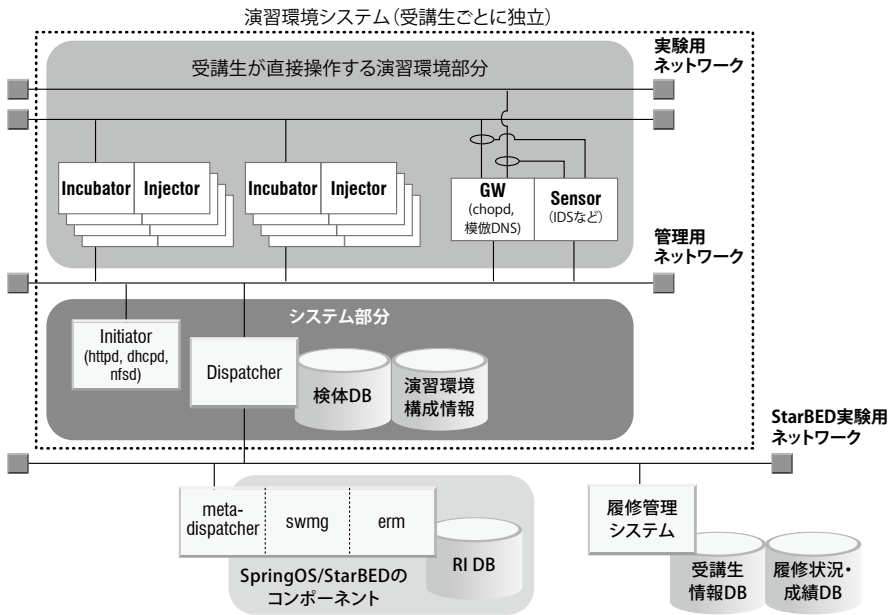 演習環境システム（受講生ごとに独立）
受講生が直接操作する演習環境部分
実験用
ネットワーク
Incubator
Injector
Incubator
Injector
GW
(chopd,
模倣DNS)
Sensor
(IDSなど)
管理用
ネットワーク
システム部分
Initiator
(httpd, dhcpd,
nfsd)
Dispatcher
検体DB
演習環境
構成情報
StarBED実験用
ネットワーク
meta-
dispatcher
swmg
erm
RI DB
SpringOS/StarBEDの
コンポーネント
履修管理
システム
受講生
情報DB
履修状況・
成績DB